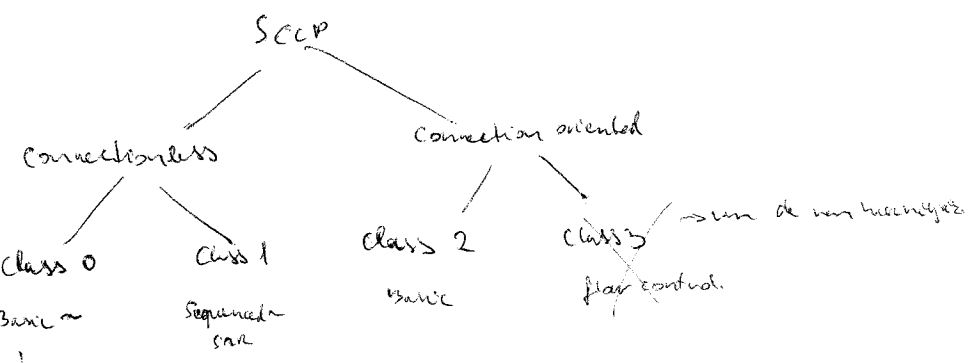 SCCP
Connectionless
Connection oriented
Class 0
Class 1
Class 2
Class 3
Basic
Sequenced
Basic
flow control.